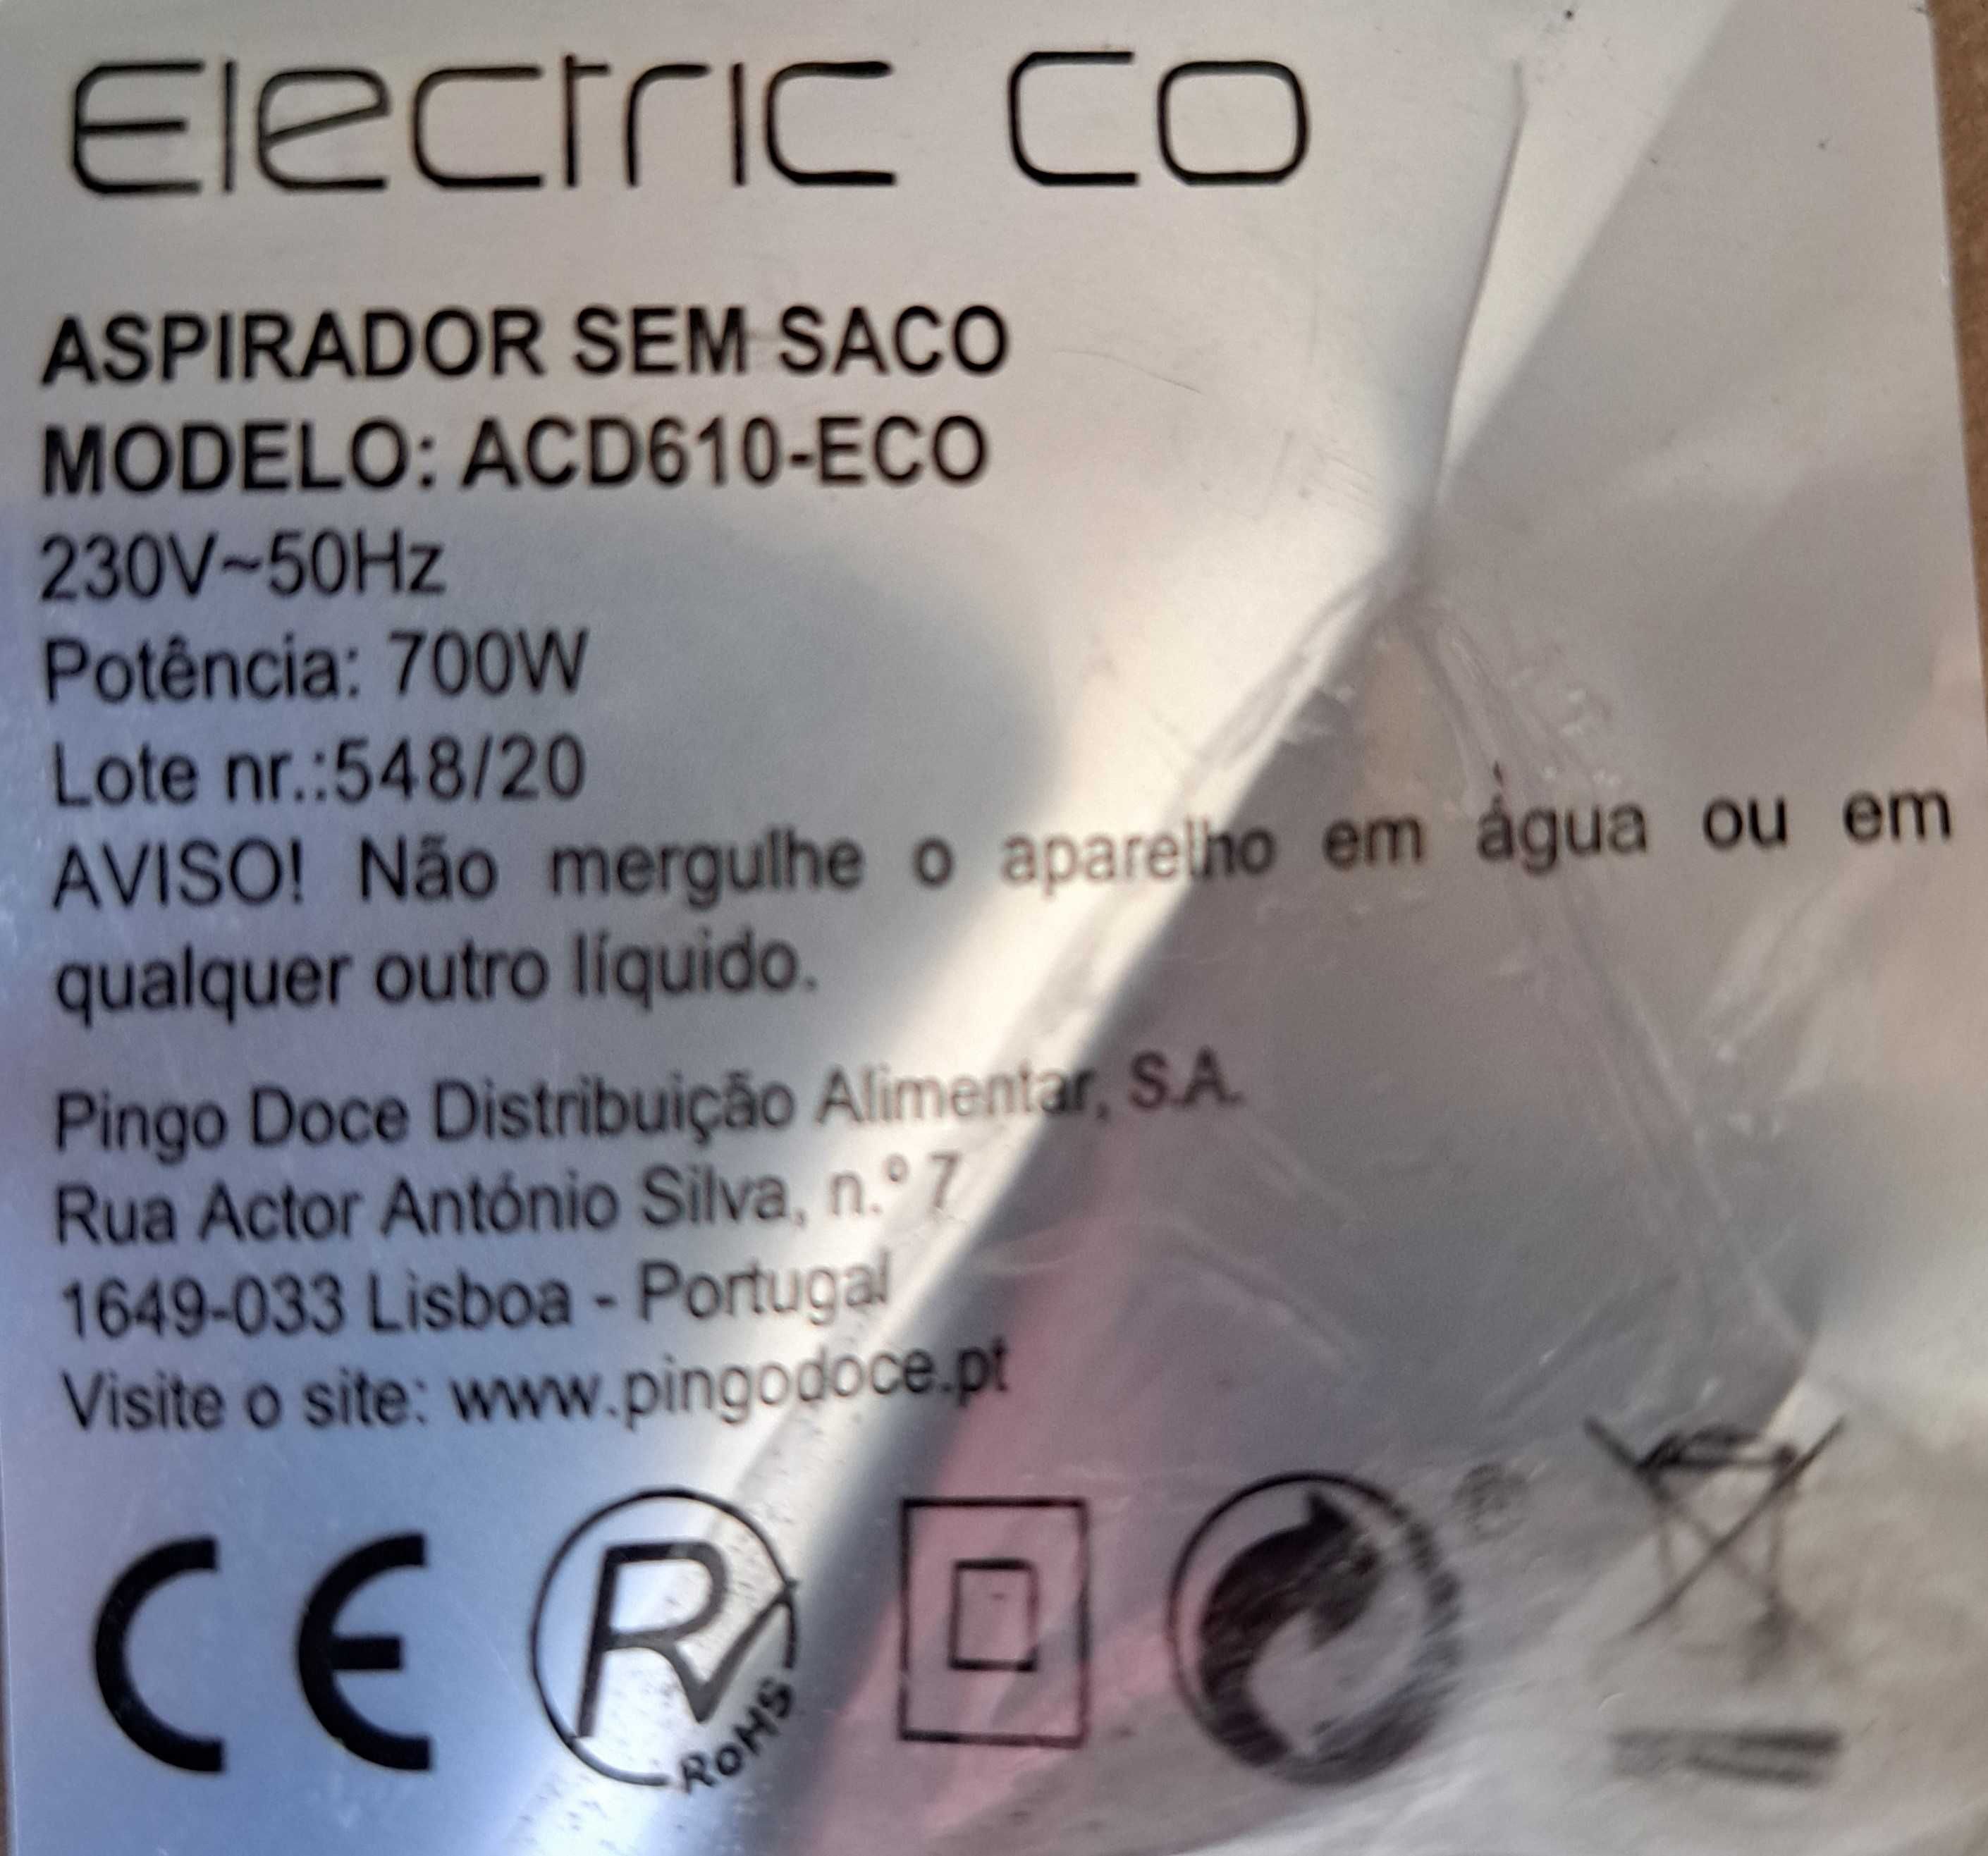 Electric Co
ASPIRADOR SEM SACO
MODELO: ACD610-ECO
230V~50Hz
Potência: 700W
Lote nr.:548/20
AVISO! Não mergulhe o aparelho em água ou em
qualquer outro líquido.
Pingo Doce Distribuição Alimentar, S.A.
Rua Actor António Silva, n.º 7
1649-033 Lisboa - Portugal
Visite o site: www.pingodoce.pt
CE RoHS ®